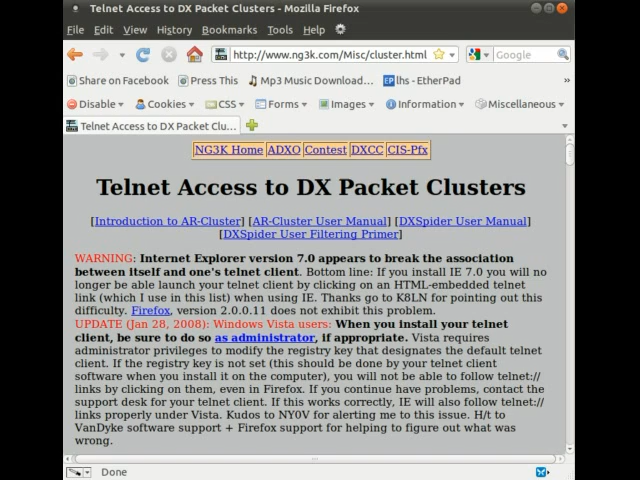 Telnet Access to DX Packet Clusters - Mozilla Firefox
File Edit View History Bookmarks Tools Help
http://www.ng3k.com/Misc/cluster.html Google
Share on Facebook Press This Mp3 Music Download... EP lhs - EtherPad »
Disable Cookies CSS Forms Images Information Miscellaneous
Telnet Access to DX Packet Clu...
NG3K Home ADXO Contest DXCC CIS-Pfx
Telnet Access to DX Packet Clusters
[Introduction to AR-Cluster] [AR-Cluster User Manual] [DXSpider User Manual]
[DXSpider User Filtering Primer]
WARNING: Internet Explorer version 7.0 appears to break the association
between itself and one's telnet client. Bottom line: If you install IE 7.0 you will no
longer be able launch your telnet client by clicking on an HTML-embedded telnet
link (which I use in this list) when using IE. Thanks go to K8LN for pointing out this
difficulty. Firefox, version 2.0.0.11 does not exhibit this problem.
UPDATE (Jan 28, 2008): Windows Vista users: When you install your telnet
client, be sure to do so as administrator, if appropriate. Vista requires
administrator privileges to modify the registry key that designates the default telnet
client. If the registry key is not set (this should be done by your telnet client
software when you install it on the computer), you will not be able to follow telnet://
links by clicking on them, even in Firefox. If you continue have problems, contact the
support desk for your telnet client. If this works correctly, IE will also follow telnet://
links properly under Vista. Kudos to NY0V for alerting me to this issue. H/t to
VanDyke software support + Firefox support for helping to figure out what was
wrong.
Done